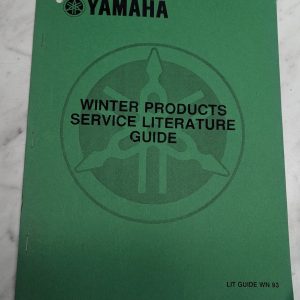 YAMAHA
WINTER PRODUCTS
SERVICE LITERATURE
GUIDE
LIT GUIDE WN 93